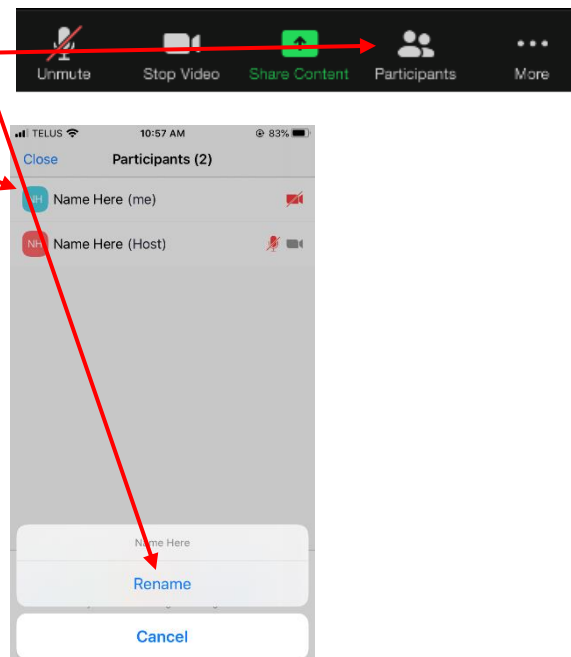 Unmute Stop Video Share Content Participants More
TELUS 10:57 AM 83%
Close Participants (2)
NH Name Here (me)
NH Name Here (Host)
Name Here
Rename
Cancel